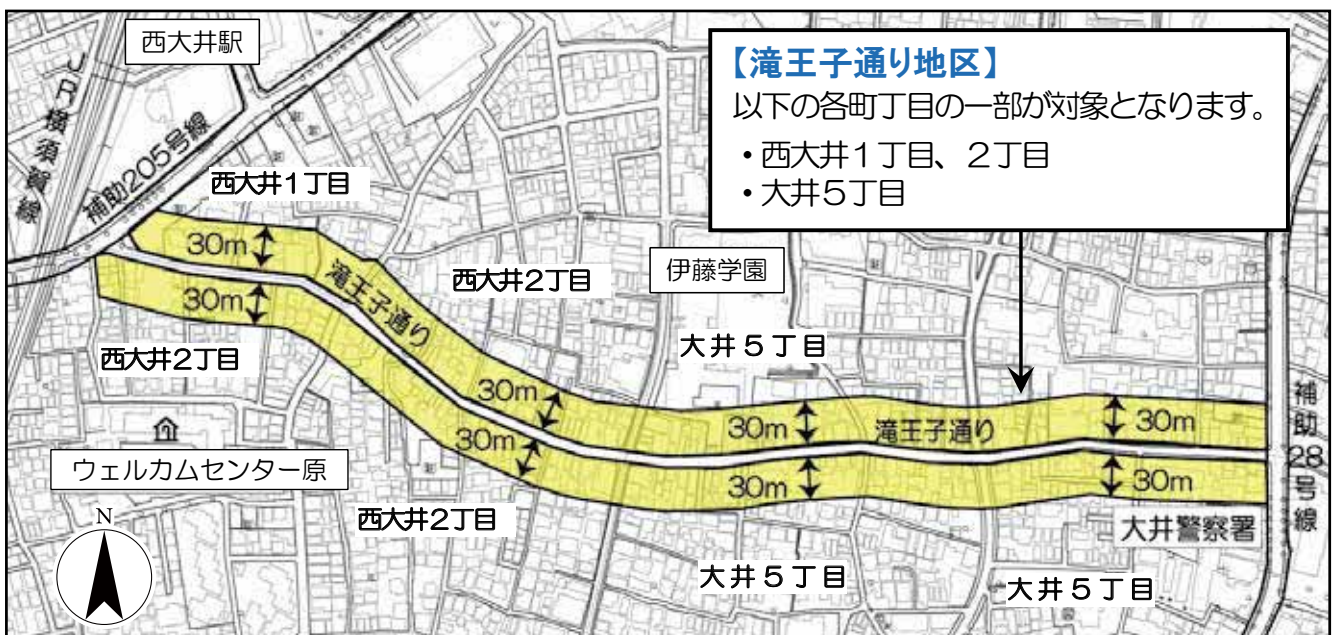 西大井駅
【滝王子通り地区】
以下の各町丁目の一部が対象となります。
・西大井1丁目、2丁目
・大井5丁目
JR横須賀線
補助205号線
西大井1丁目
30m
30m
滝王子通り
西大井2丁目
伊藤学園
大井5丁目
西大井2丁目
30m
30m
30m
滝王子通り
30m
30m
30m
補助28号線
ウェルカムセンター原
西大井2丁目
大井警察署
N
大井5丁目
大井5丁目